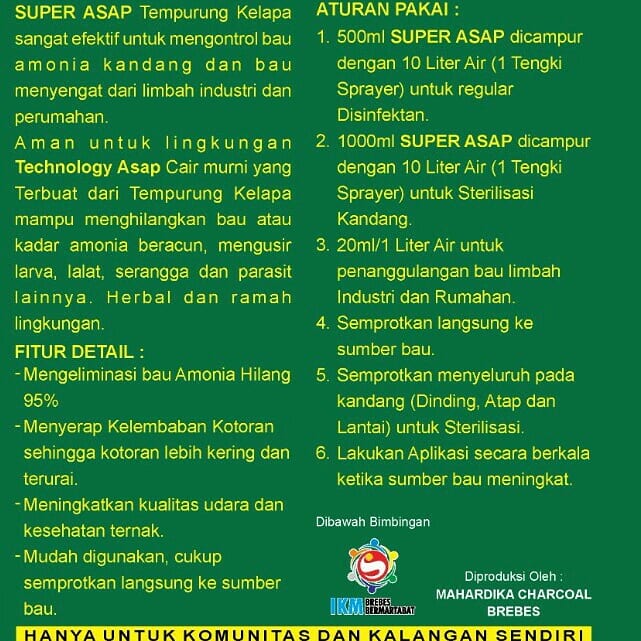 SUPER ASAP Tempurung Kelapa
sangat efektif untuk mengontrol bau
amonia kandang dan bau
menyengat dari limbah industri dan
perumahan.
Aman untuk lingkungan
Technology Asap Cair murni yang
Terbuat dari Tempurung Kelapa
mampu menghilangkan bau atau
kadar amonia beracun, mengusir
larva, lalat, serangga dan parasit
lainnya. Herbal dan ramah
lingkungan.
FITUR DETAIL :
- Mengeliminasi bau Amonia Hilang
95%
- Menyerap Kelembaban Kotoran
sehingga kotoran lebih kering dan
terurai.
- Meningkatkan kualitas udara dan
kesehatan ternak.
- Mudah digunakan, cukup
semprotkan langsung ke sumber
bau.
ATURAN PAKAI :
1. 500ml SUPER ASAP dicampur
dengan 10 Liter Air (1 Tengki
Sprayer) untuk regular
Disinfektan.
2. 1000ml SUPER ASAP dicampur
dengan 10 Liter Air (1 Tengki
Sprayer) untuk Sterilisasi
Kandang.
3. 20ml/1 Liter Air untuk
penanggulangan bau limbah
Industri dan Rumahan.
4. Semprotkan langsung ke
sumber bau.
5. Semprotkan menyeluruh pada
kandang (Dinding, Atap dan
Lantai) untuk Sterilisasi.
6. Lakukan Aplikasi secara berkala
ketika sumber bau meningkat.
Dibawah Bimbingan
IKM BREBES
BERMARTABAT
Diproduksi Oleh :
MAHARDIKA CHARCOAL
BREBES
HANYA UNTUK KOMUNITAS DAN KALANGAN SENDIRI